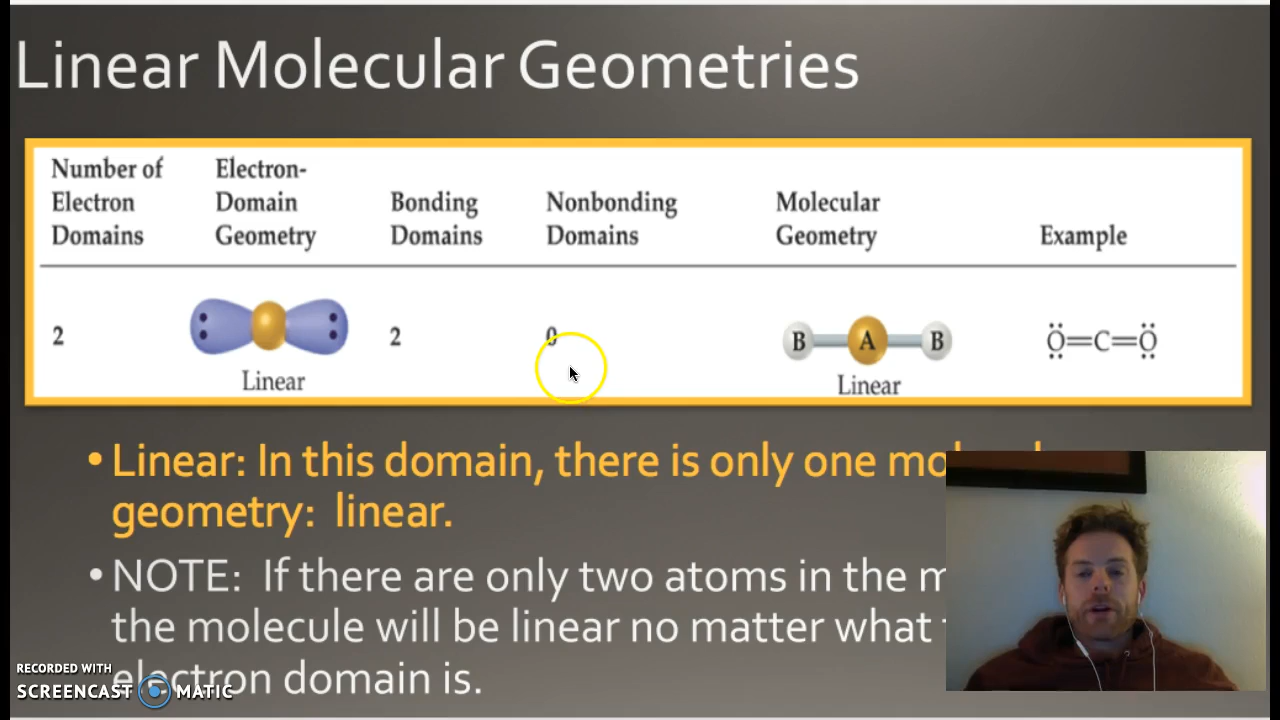 Linear Molecular Geometries
Number of Electron Domains
Electron-Domain Geometry
Bonding Domains
Nonbonding Domains
Molecular Geometry
Example
2
Linear
2
0
B A B
Linear
Ö=C=Ö
• Linear: In this domain, there is only one
geometry: linear.
• NOTE: If there are only two atoms in the
the molecule will be linear no matter what
electron domain is.
RECORDED WITH
SCREENCAST MATIC